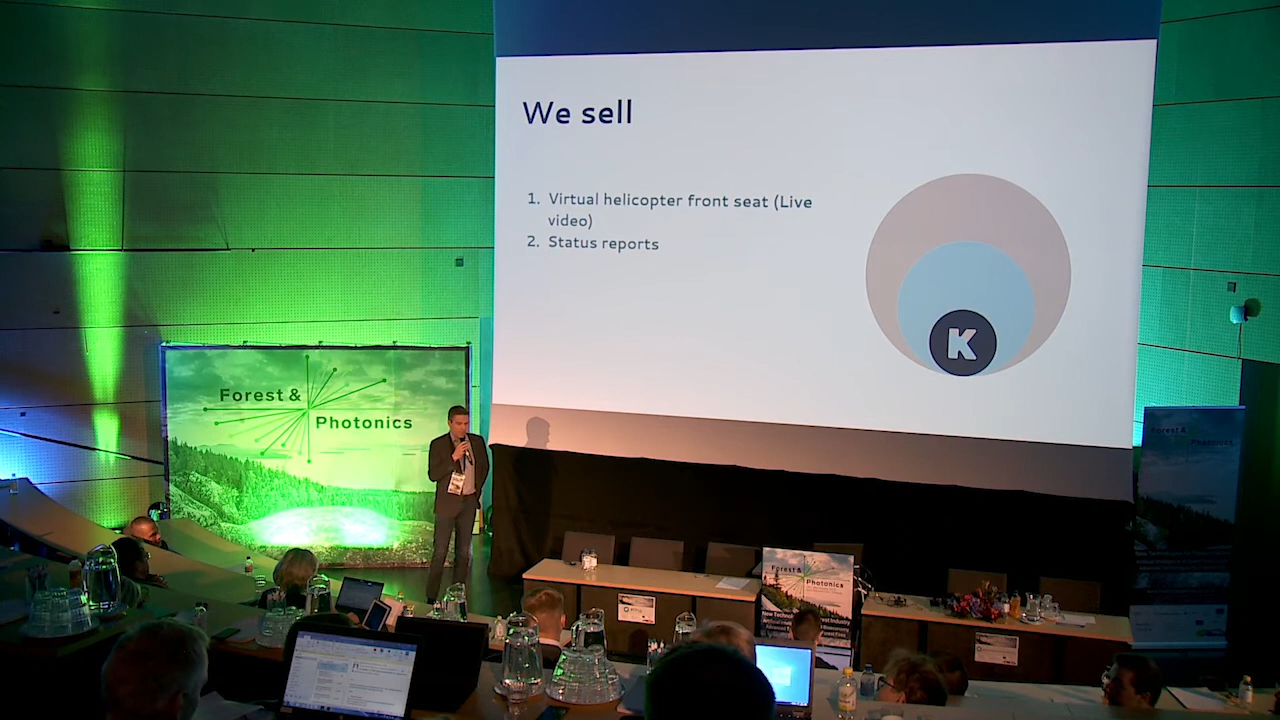 We sell
1. Virtual helicopter front seat (Live
video)
2. Status reports
K
Forest &
Photonics
Forest &
Photonics
Forest &
Photonics